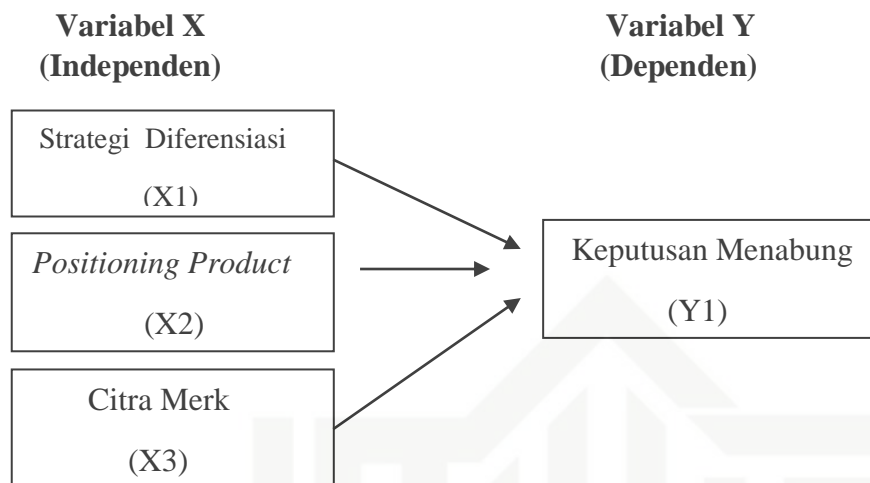 Variabel X
(Independen)
Variabel Y
(Dependen)
Strategi Diferensiasi
(X1)
Positioning Product
(X2)
Citra Merk
(X3)
Keputusan Menabung
(Y1)